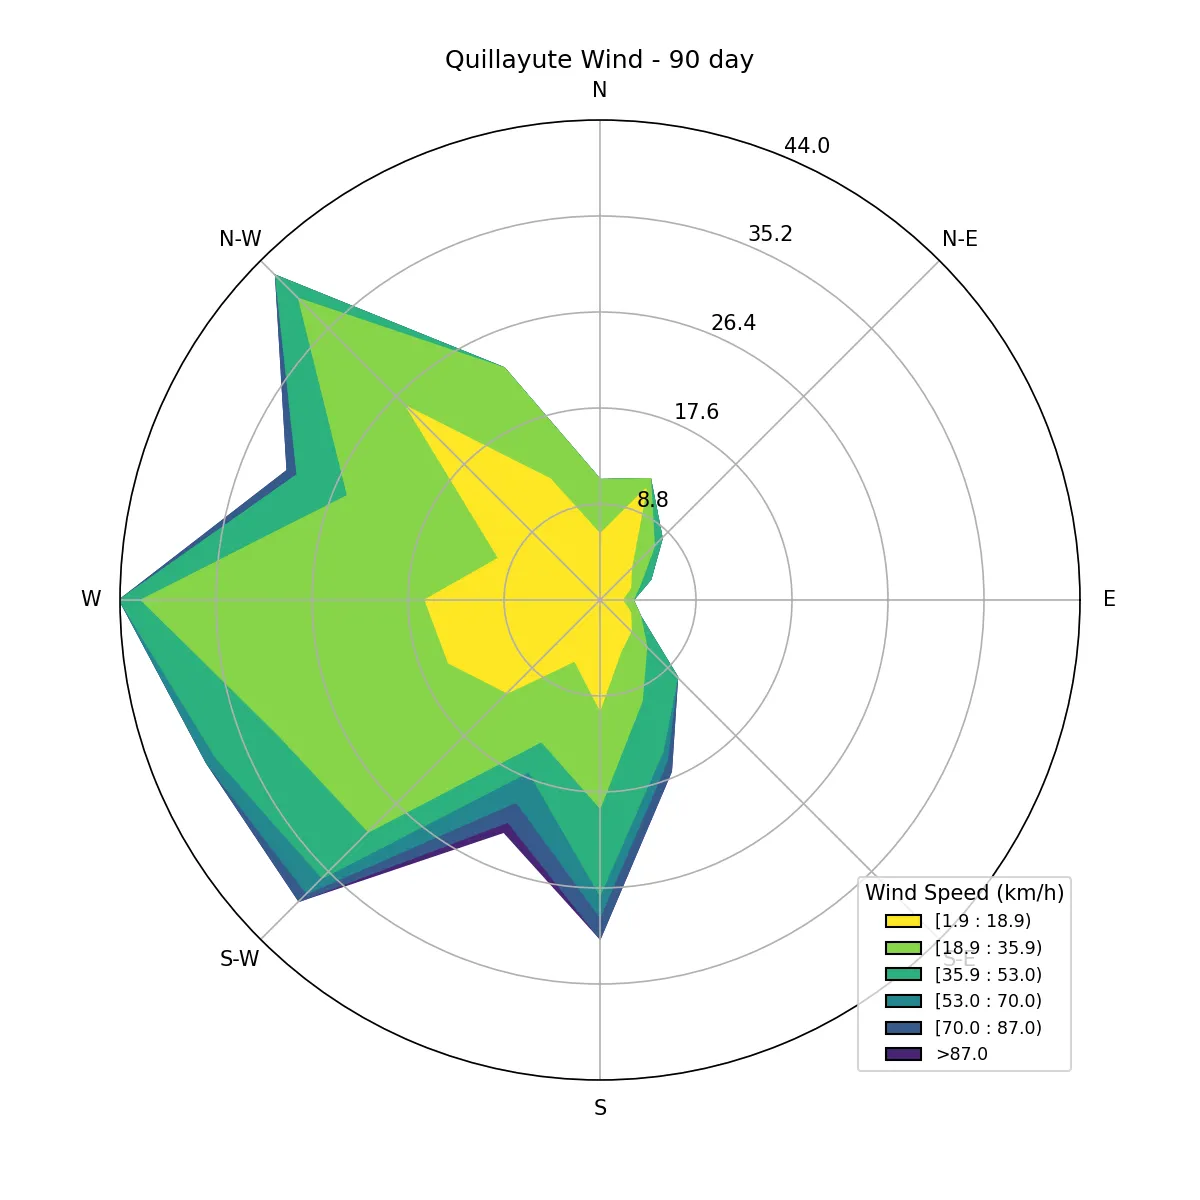 Quillayute Wind - 90 day
N
44.0
35.2
N-W
N-E
26.4
17.6
8.8
W
E
S-W
S-E
S
Wind Speed (km/h)
[1.9 : 18.9)
[18.9 : 35.9)
[35.9 : 53.0)
[53.0 : 70.0)
[70.0 : 87.0)
>87.0